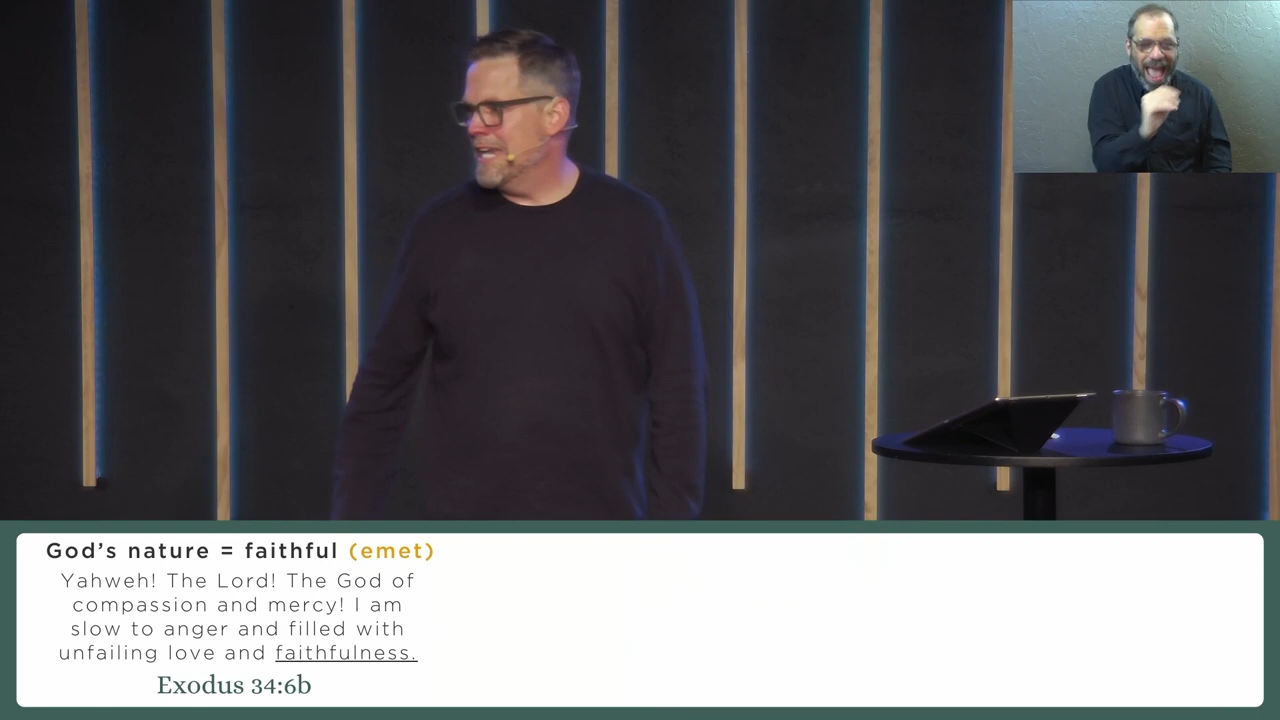 God's nature = faithful (emet)
Yahweh! The Lord! The God of
compassion and mercy! I am
slow to anger and filled with
unfailing love and faithfulness.
Exodus 34:6b